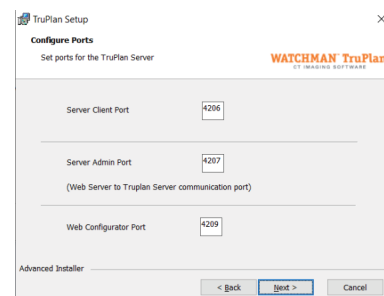 TruPlan Setup
Configure Ports
Set ports for the TruPlan Server
WATCHMAN TruPlan
CT IMAGING SOFTWARE
Server Client Port 4206
Server Admin Port 4207
(Web Server to Truplan Server communication port)
Web Configurator Port 4209
Advanced Installer
< Back Next > Cancel